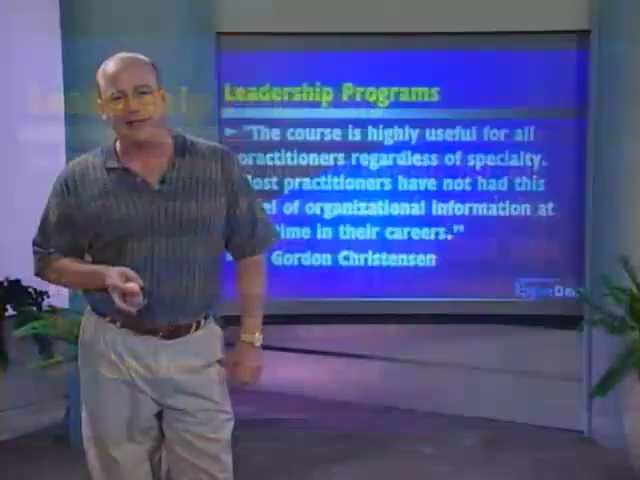 Leadership Programs
"The course is highly useful for all
practitioners regardless of specialty.
Most practitioners have not had this
of organizational information at
time in their careers."
Gordon Christensen